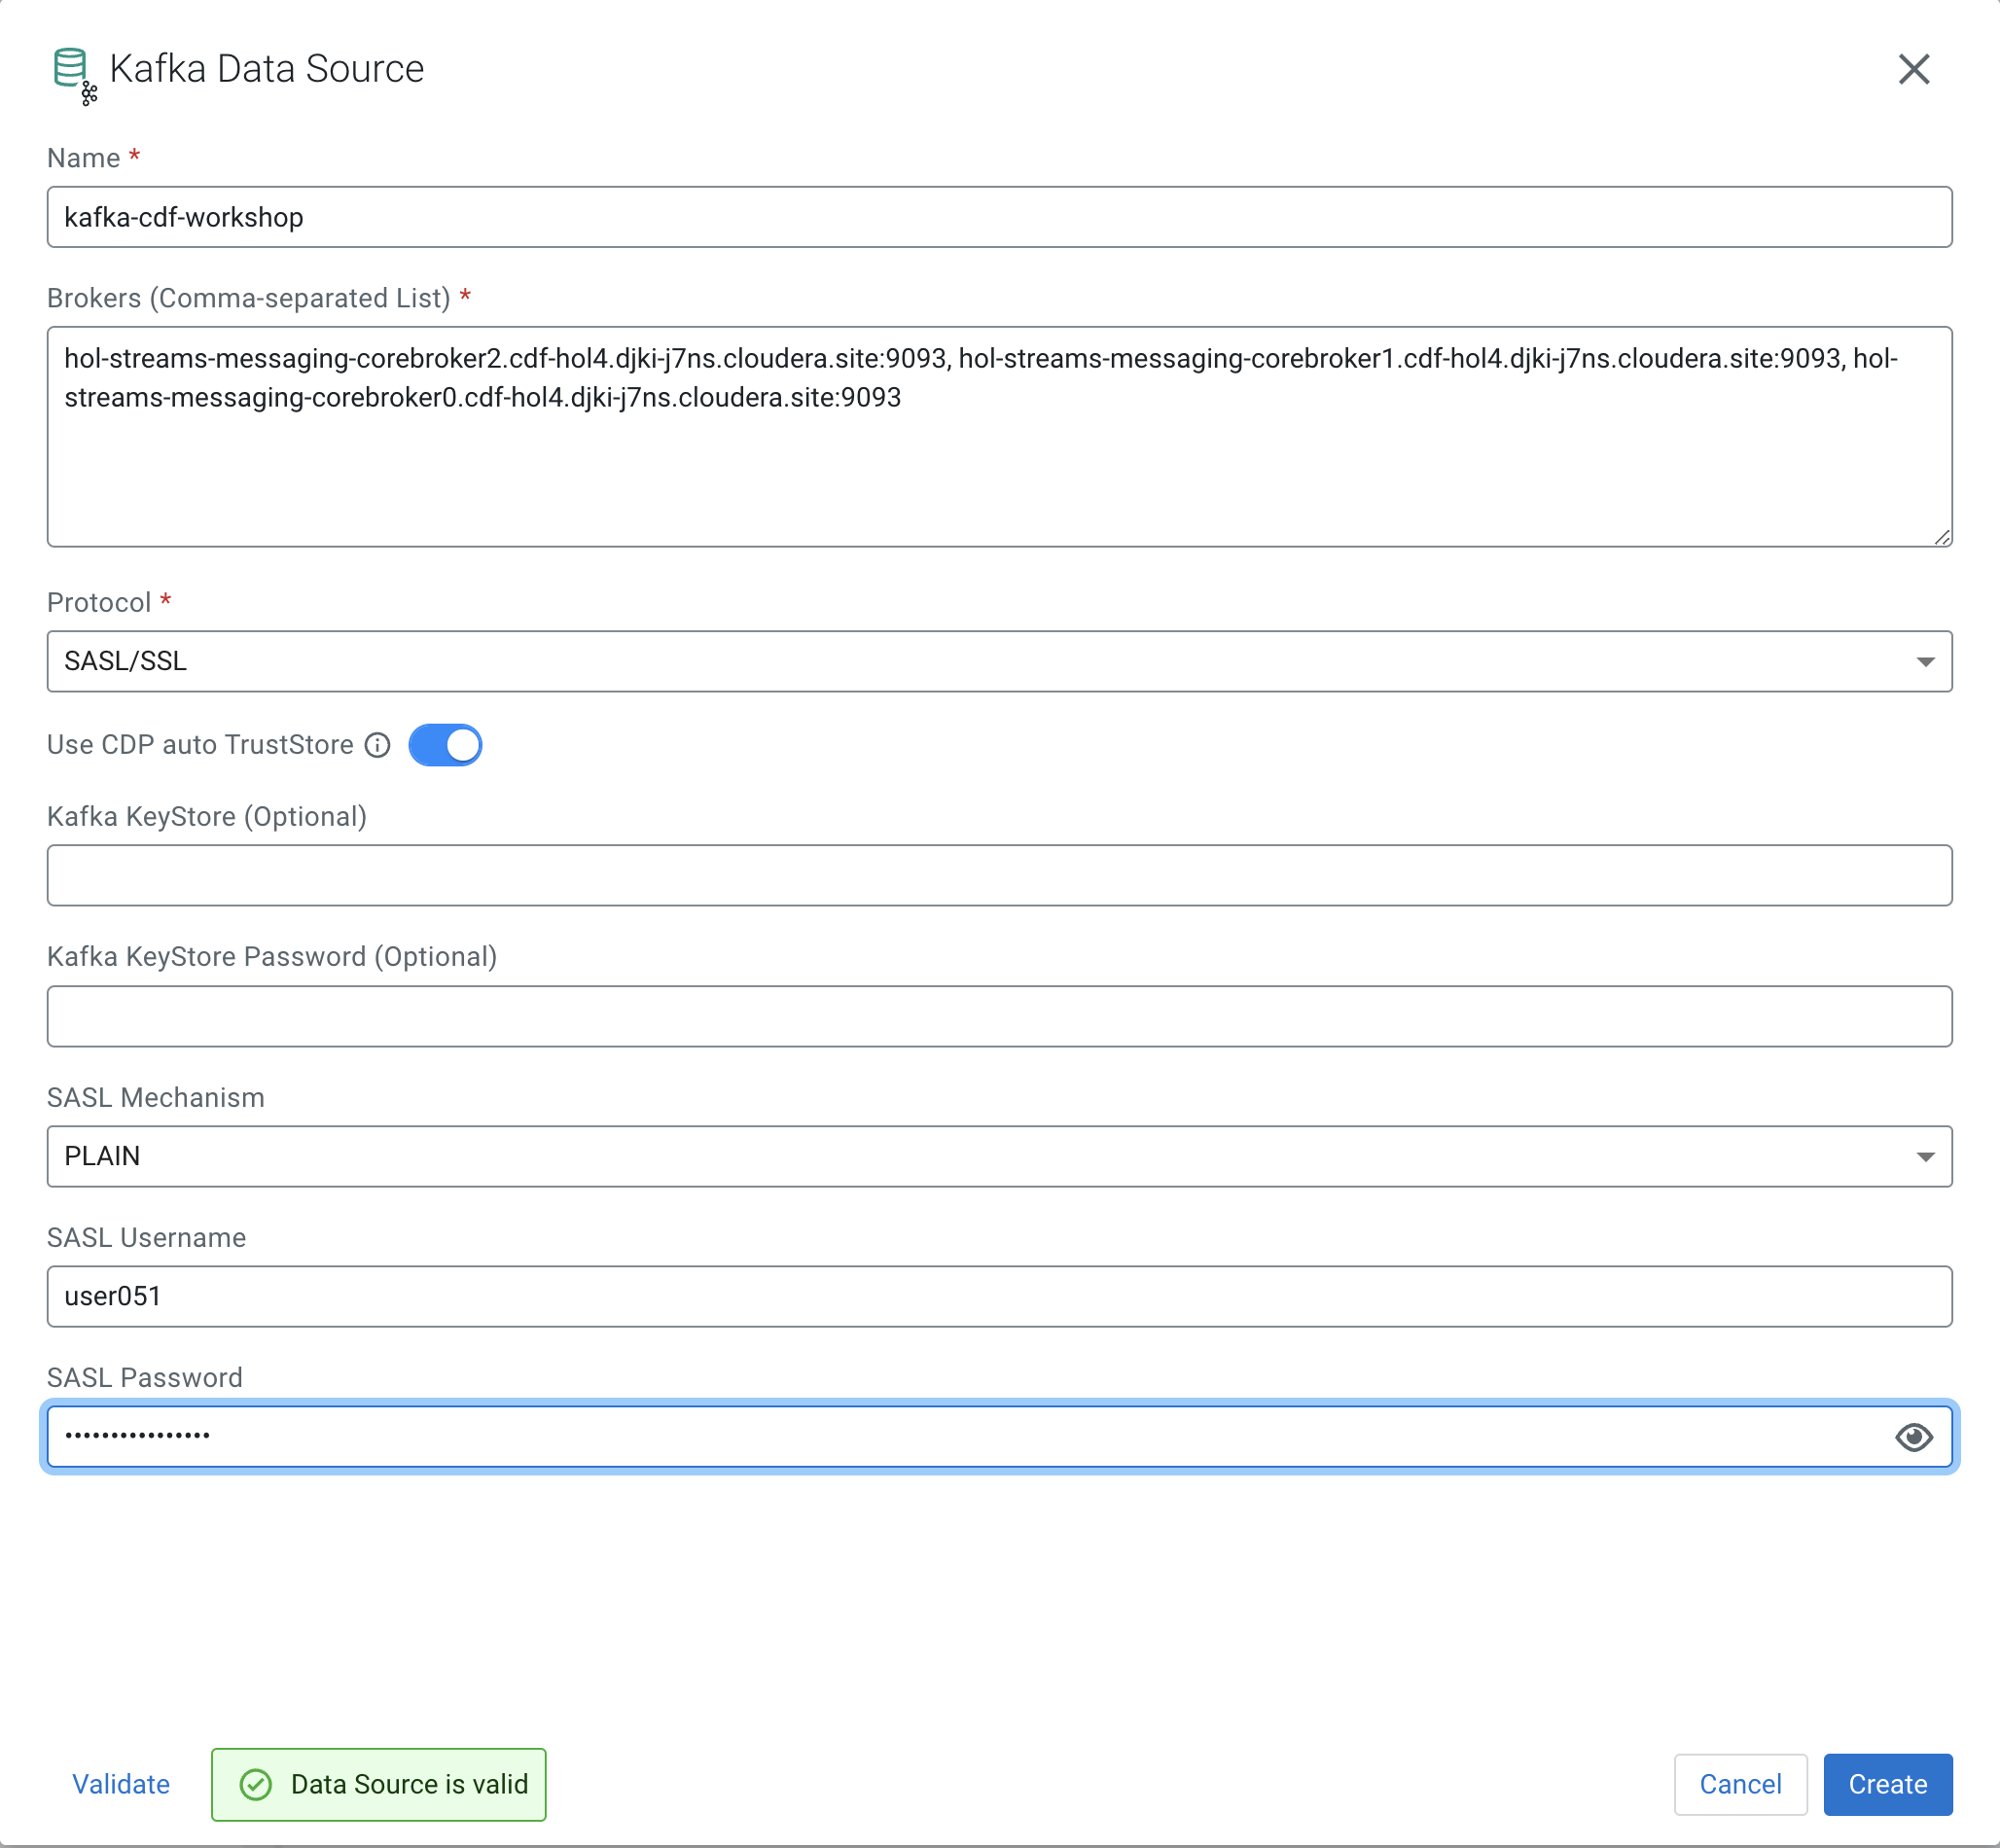 Kafka Data Source
Name *
kafka-cdf-workshop
Brokers (Comma-separated List) *
hol-streams-messaging-corebroker2.cdf-hol4.djki-j7ns.cloudera.site:9093, hol-streams-messaging-corebroker1.cdf-hol4.djki-j7ns.cloudera.site:9093, hol-
streams-messaging-corebroker0.cdf-hol4.djki-j7ns.cloudera.site:9093
Protocol *
SASL/SSL
Use CDP auto TrustStore
Kafka KeyStore (Optional)
Kafka KeyStore Password (Optional)
SASL Mechanism
PLAIN
SASL Username
user051
SASL Password
••••••••••••••••
Validate
Data Source is valid
Cancel
Create